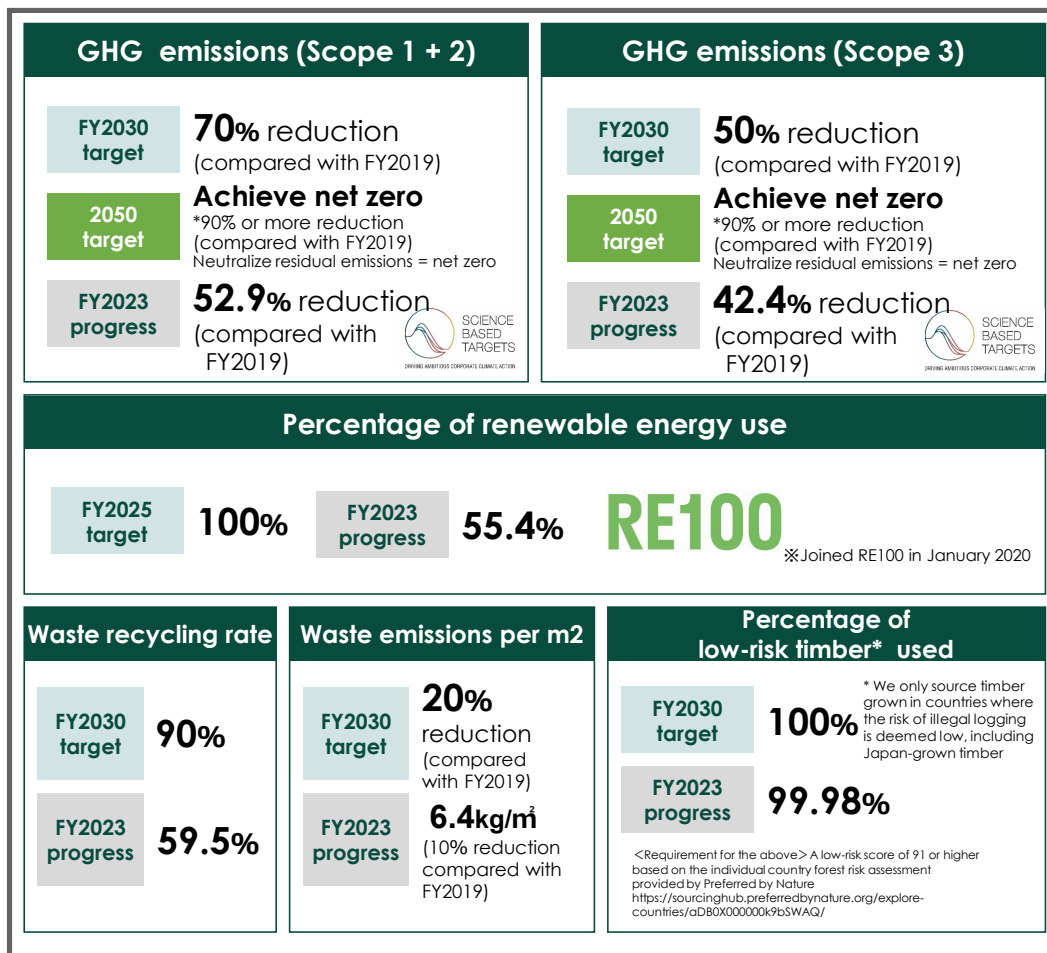 GHG emissions (Scope 1 + 2)
FY2030
target
70% reduction
(compared with FY2019)
2050
target
Achieve net zero
*90% or more reduction
(compared with FY2019)
Neutralize residual emissions = net zero
FY2023
progress
52.9% reduction
(compared with
FY2019)
SCIENCE
BASED
TARGETS
DRIVING AMBITIOUS CORPORATE CLIMATE ACTION
GHG emissions (Scope 3)
FY2030
target
50% reduction
(compared with FY2019)
2050
target
Achieve net zero
*90% or more reduction
(compared with FY2019)
Neutralize residual emissions = net zero
FY2023
progress
42.4% reduction
(compared with
FY2019)
SCIENCE
BASED
TARGETS
DRIVING AMBITIOUS CORPORATE CLIMATE ACTION
Percentage of renewable energy use
FY2025
target
100%
FY2023
progress
55.4%
RE100
※Joined RE100 in January 2020
Waste recycling rate
FY2030
target
90%
FY2023
progress
59.5%
Waste emissions per m2
FY2030
target
20%
reduction
(compared
with FY2019)
FY2023
progress
6.4kg/㎡
(10% reduction
compared with
FY2019)
Percentage of
low-risk timber* used
FY2030
target
100%
* We only source timber
grown in countries where
the risk of illegal logging
is deemed low, including
Japan-grown timber
FY2023
progress
99.98%
<Requirement for the above> A low-risk score of 91 or higher
based on the individual country forest risk assessment
provided by Preferred by Nature
https://sourcinghub.preferredbynature.org/explore-
countries/aDB0X000000k9bSWAQ/